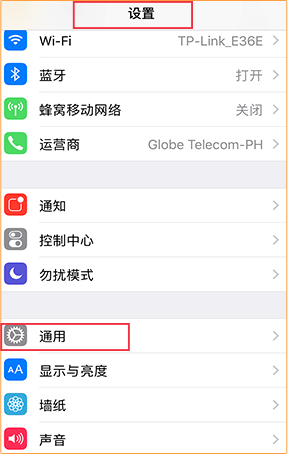 设置
Wi-Fi TP-Link_E36E
蓝牙 打开
蜂窝移动网络 关闭
运营商 Globe Telecom-PH
通知
控制中心
勿扰模式
通用
AA 显示与亮度
墙纸
声音